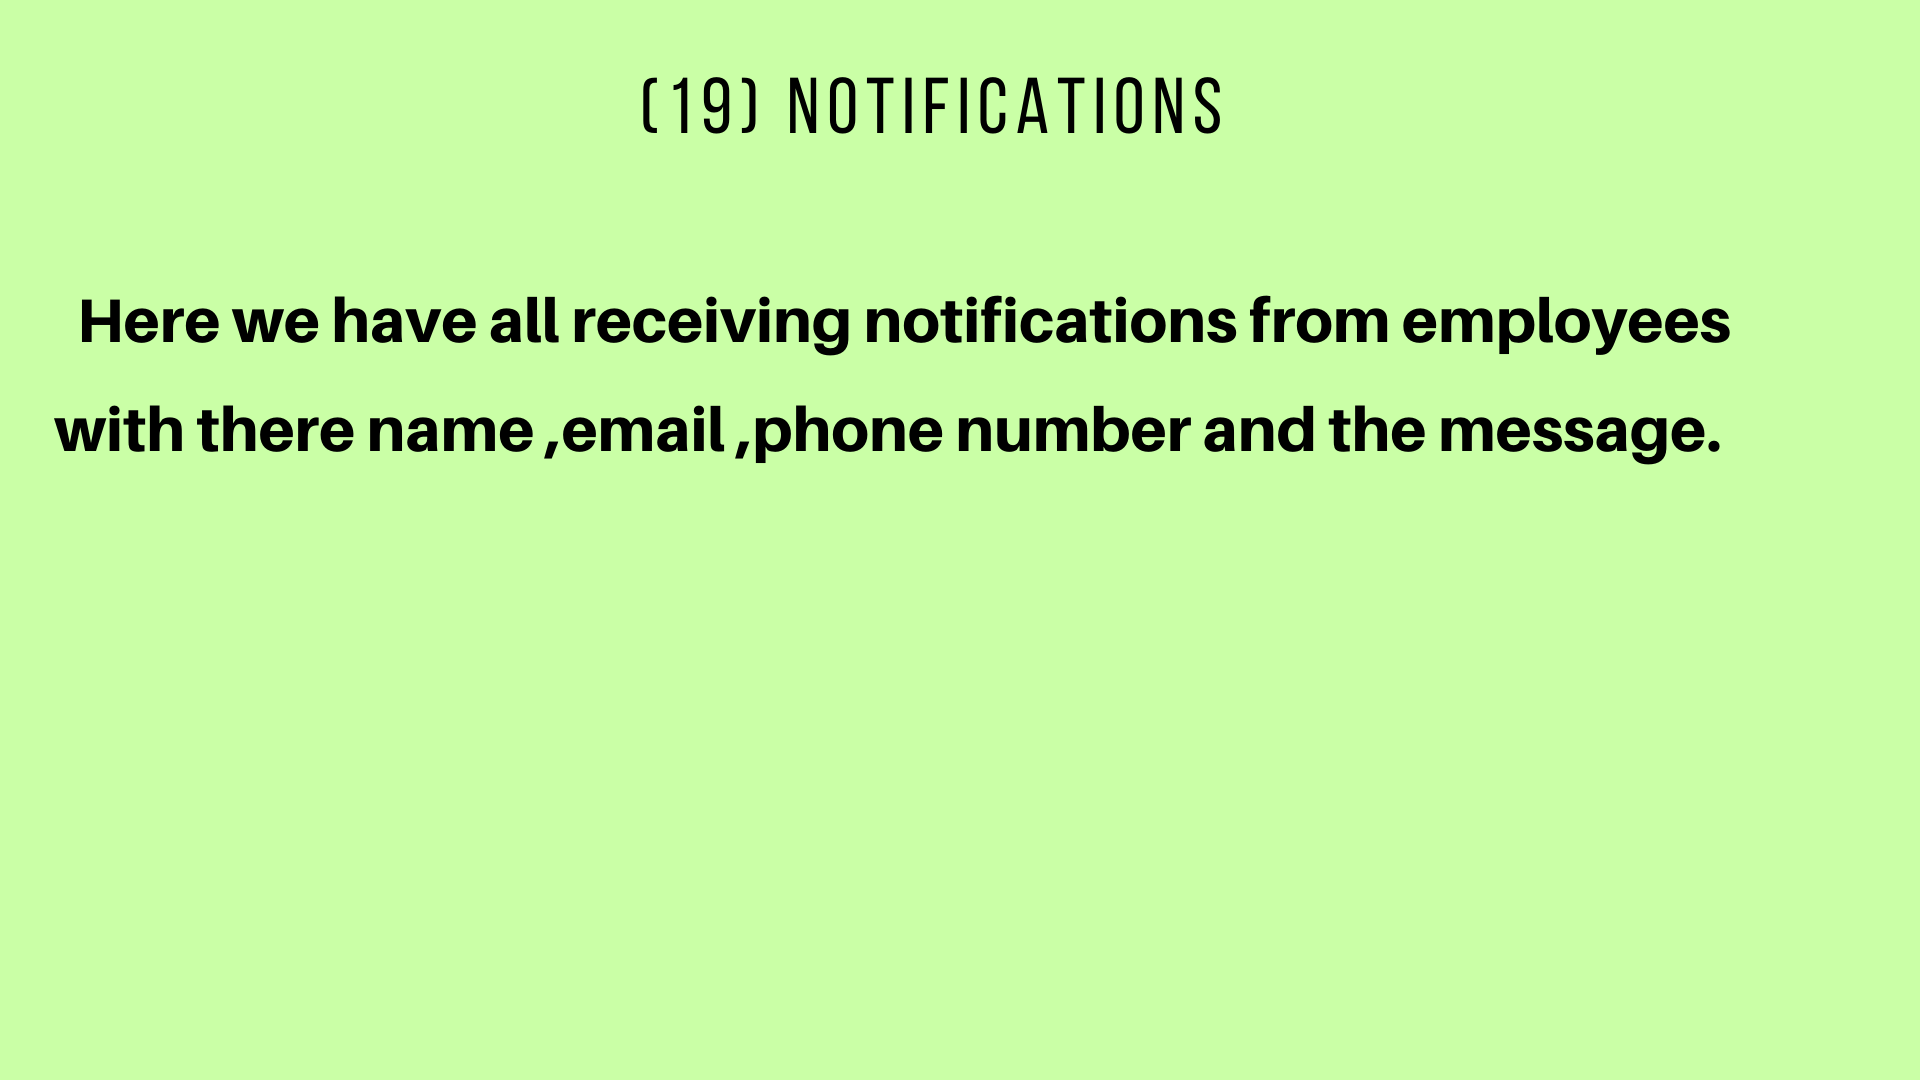 (19) NOTIFICATIONS
Here we have all receiving notifications from employees
with there name ,email ,phone number and the message.